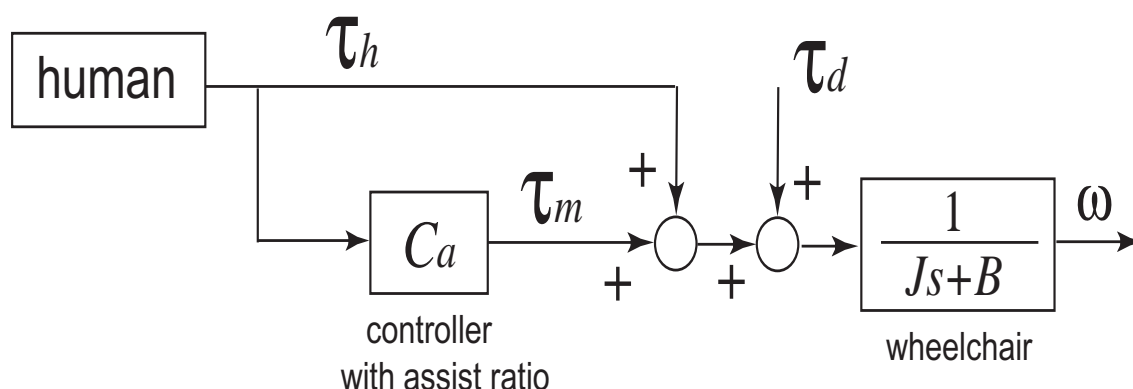 human
τh
τd
+
+
Ca
τm
+
+
1
Js+B
ω
controller
with assist ratio
wheelchair